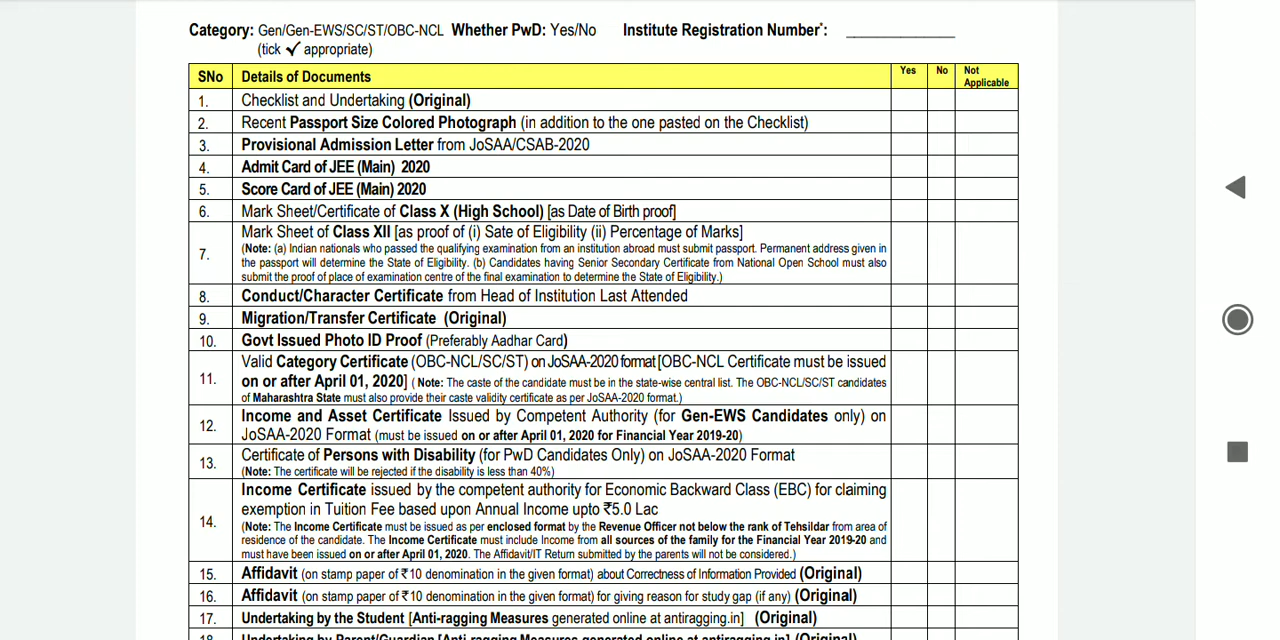 Category: Gen/Gen-EWS/SC/ST/OBC-NCL Whether PwD: Yes/No Institute Registration Number*: ____________
(tick ✓ appropriate)
SNo Details of Documents Yes No Not Applicable
1. Checklist and Undertaking (Original)
2. Recent Passport Size Colored Photograph (in addition to the one pasted on the Checklist)
3. Provisional Admission Letter from JoSAA/CSAB-2020
4. Admit Card of JEE (Main) 2020
5. Score Card of JEE (Main) 2020
6. Mark Sheet/Certificate of Class X (High School) [as Date of Birth proof]
7. Mark Sheet of Class XII [as proof of (i) Sate of Eligibility (ii) Percentage of Marks]
(Note: (a) Indian nationals who passed the qualifying examination from an institution abroad must submit passport. Permanent address given in
the passport will determine the State of Eligibility. (b) Candidates having Senior Secondary Certificate from National Open School must also
submit the proof of place of examination centre of the final examination to determine the State of Eligibility.)
8. Conduct/Character Certificate from Head of Institution Last Attended
9. Migration/Transfer Certificate (Original)
10. Govt Issued Photo ID Proof (Preferably Aadhar Card)
11. Valid Category Certificate (OBC-NCL/SC/ST) on JoSAA-2020 format [OBC-NCL Certificate must be issued
on or after April 01, 2020] ( Note: The caste of the candidate must be in the state-wise central list. The OBC-NCL/SC/ST candidates
of Maharashtra State must also provide their caste validity certificate as per JoSAA-2020 format.)
12. Income and Asset Certificate Issued by Competent Authority (for Gen-EWS Candidates only) on
JoSAA-2020 Format (must be issued on or after April 01, 2020 for Financial Year 2019-20)
13. Certificate of Persons with Disability (for PwD Candidates Only) on JoSAA-2020 Format
(Note: The certificate will be rejected if the disability is less than 40%)
14. Income Certificate issued by the competent authority for Economic Backward Class (EBC) for claiming
exemption in Tuition Fee based upon Annual Income upto ₹5.0 Lac
(Note: The Income Certificate must be issued as per enclosed format by the Revenue Officer not below the rank of Tehsildar from area of
residence of the candidate. The Income Certificate must include Income from all sources of the family for the Financial Year 2019-20 and
must have been issued on or after April 01, 2020. The Affidavit/IT Return submitted by the parents will not be considered.)
15. Affidavit (on stamp paper of ₹10 denomination in the given format) about Correctness of Information Provided (Original)
16. Affidavit (on stamp paper of ₹10 denomination in the given format) for giving reason for study gap (if any) (Original)
17. Undertaking by the Student [Anti-ragging Measures generated online at antiragging.in] (Original)
18. Undertaking by Parent/Guardian [Anti-ragging Measures generated online at antiragging.in] (Original)